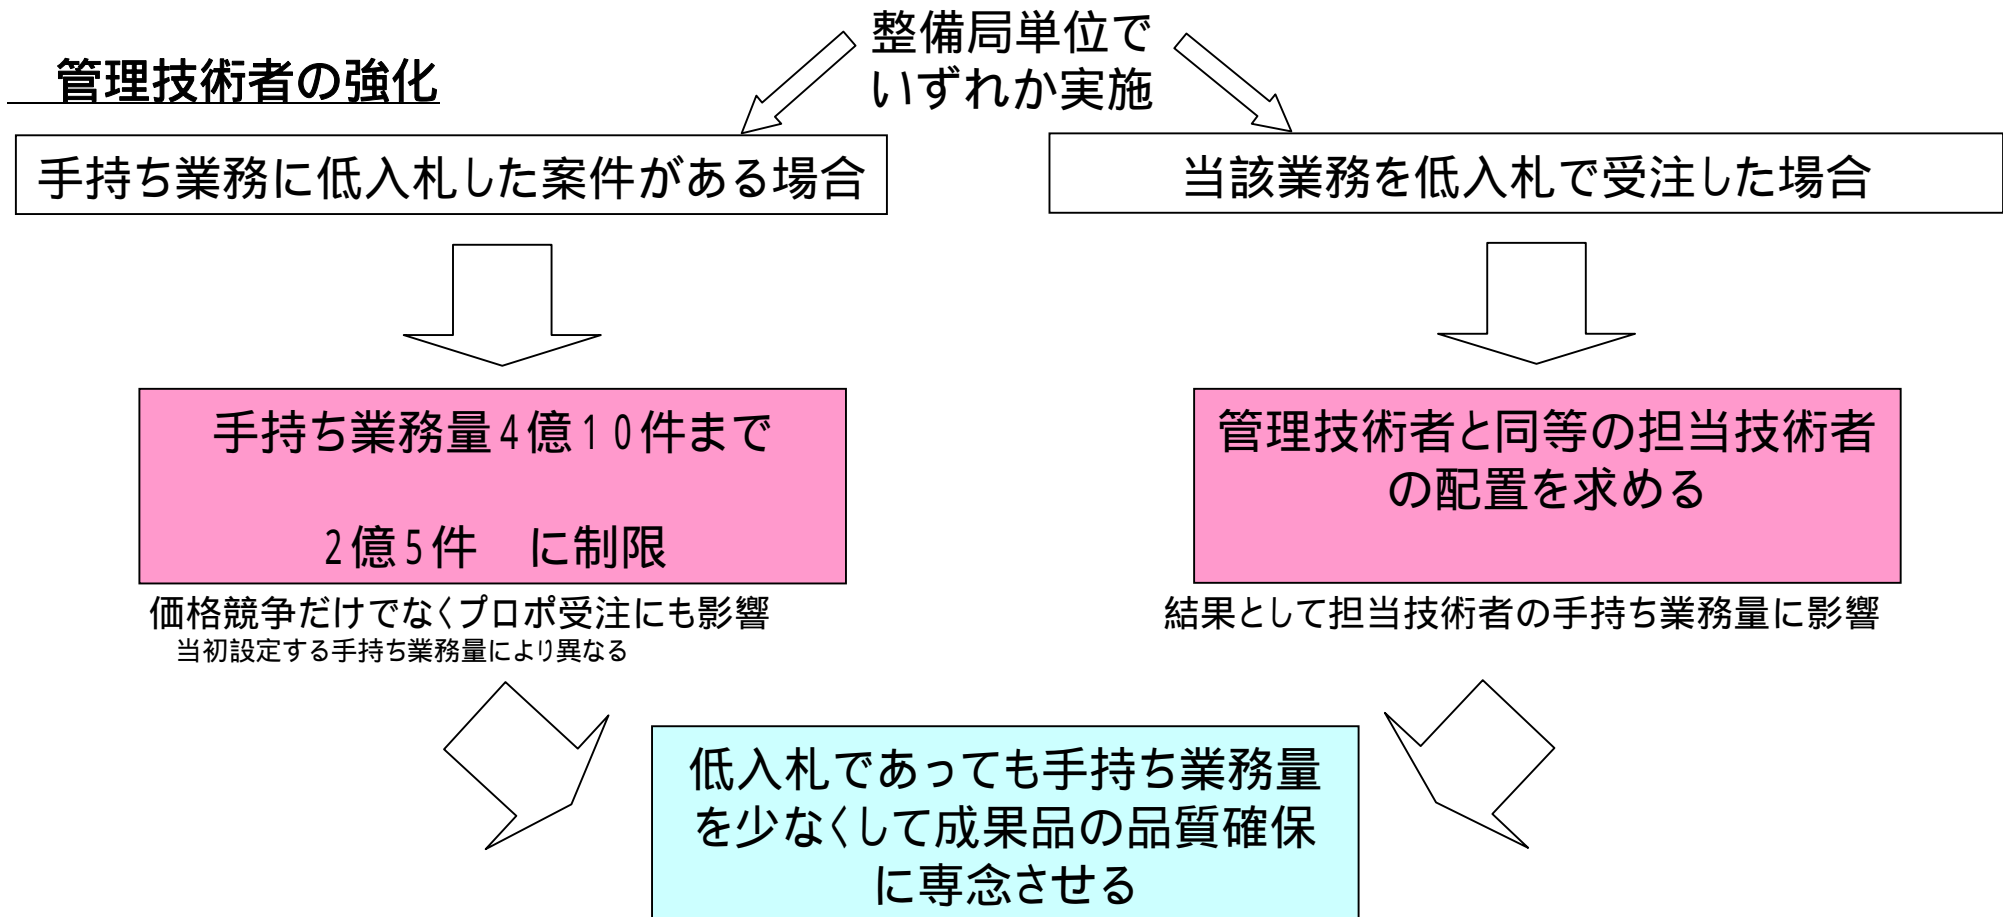 整備局単位で
いずれか実施
管理技術者の強化
手持ち業務に低入札した案件がある場合
当該業務を低入札で受注した場合
手持ち業務量4億10件まで
2億5件　に制限
管理技術者と同等の担当技術者
の配置を求める
価格競争だけでなくプロポ受注にも影響
当初設定する手持ち業務量により異なる
結果として担当技術者の手持ち業務量に影響
低入札であっても手持ち業務量
を少なくして成果品の品質確保
に専念させる